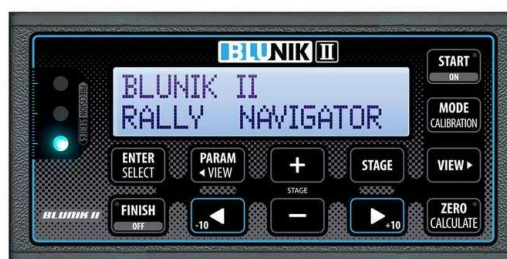 BLUNIK II
START
ON
BLUNIK II
RALLY NAVIGATOR
MODE
CALIBRATION
ENTER
SELECT
PARAM
◄ VIEW
+
STAGE
STAGE
VIEW ►
FINISH
OFF
-10 ◄
−
► +10
ZERO
CALCULATE
BLUNIK II